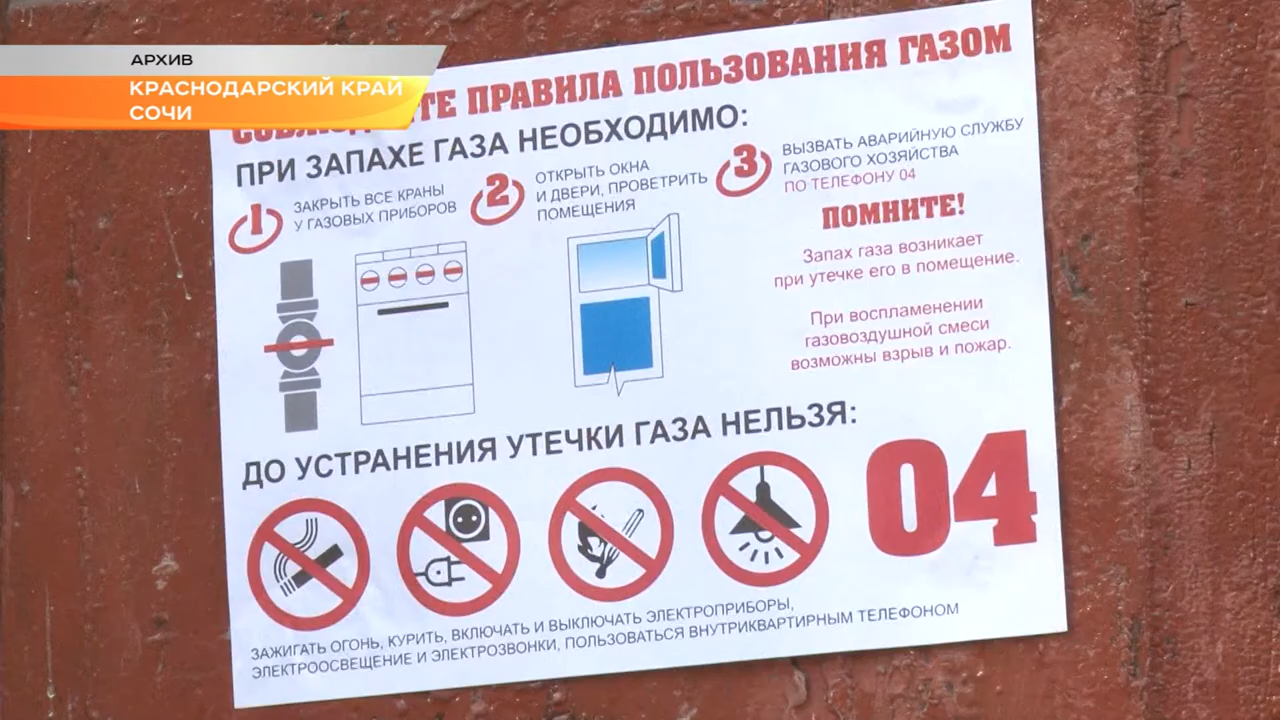 АРХИВ
КРАСНОДАРСКИЙ КРАЙ
СОЧИ
ПРАВИЛА ПОЛЬЗОВАНИЯ ГАЗОМ
ПРИ ЗАПАХЕ ГАЗА НЕОБХОДИМО:
1
ЗАКРЫТЬ ВСЕ КРАНЫ
У ГАЗОВЫХ ПРИБОРОВ
2
ОТКРЫТЬ ОКНА
И ДВЕРИ, ПРОВЕТРИТЬ
ПОМЕЩЕНИЯ
3
ВЫЗВАТЬ АВАРИЙНУЮ СЛУЖБУ
ГАЗОВОГО ХОЗЯЙСТВА
ПО ТЕЛЕФОНУ 04
ПОМНИТЕ!
Запах газа возникает
при утечке его в помещение.
При воспламенении
газовоздушной смеси
возможны взрыв и пожар.
ДО УСТРАНЕНИЯ УТЕЧКИ ГАЗА НЕЛЬЗЯ:
04
ЗАЖИГАТЬ ОГОНЬ, КУРИТЬ, ВКЛЮЧАТЬ И ВЫКЛЮЧАТЬ ЭЛЕКТРОПРИБОРЫ,
ЭЛЕКТРООСВЕЩЕНИЕ И ЭЛЕКТРОЗВОНКИ, ПОЛЬЗОВАТЬСЯ ВНУТРИКВАРТИРНЫМ ТЕЛЕФОНОМ